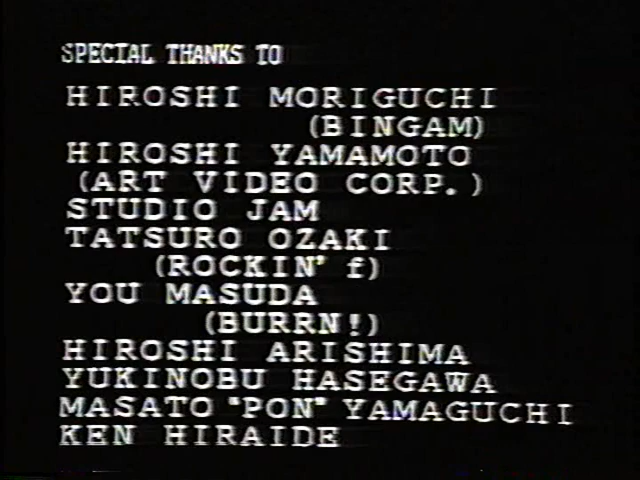 SPECIAL THANKS TO
HIROSHI MORIGUCHI
(BINGAM)
HIROSHI YAMAMOTO
(ART VIDEO CORP.)
STUDIO JAM
TATSURO OZAKI
(ROCKIN' f)
YOU MASUDA
(BURRN!)
HIROSHI ARISHIMA
YUKINOBU HASEGAWA
MASATO "PON" YAMAGUCHI
KEN HIRAIDE